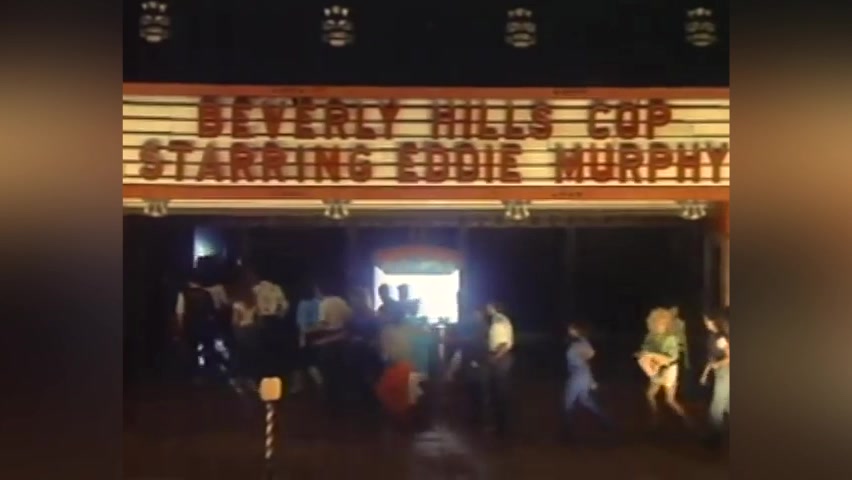 BEVERLY HILLS COP
STARRING EDDIE MURPHY